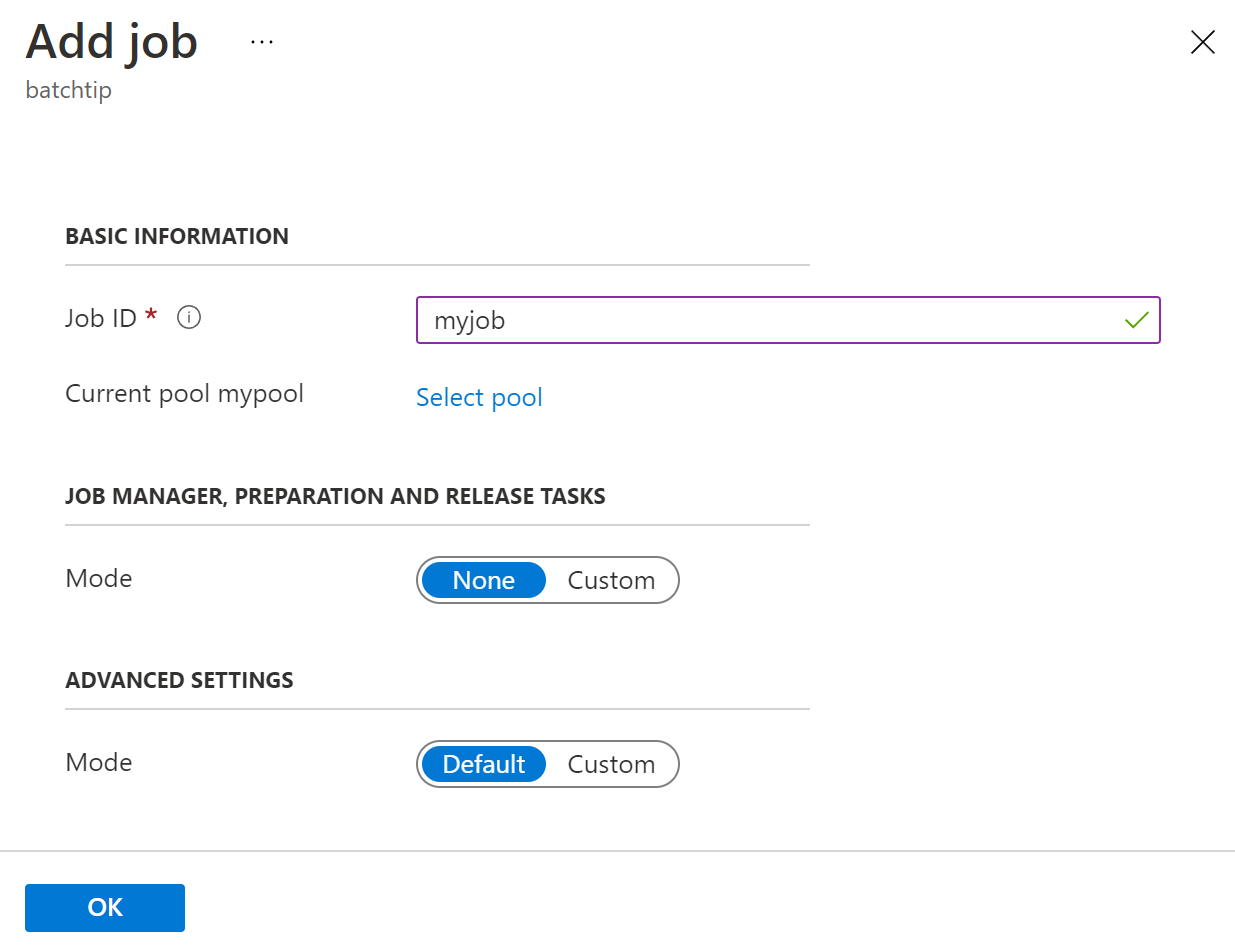 Add job ...
batchtip
BASIC INFORMATION
Job ID *
myjob
Current pool mypool
Select pool
JOB MANAGER, PREPARATION AND RELEASE TASKS
Mode
None Custom
ADVANCED SETTINGS
Mode
Default Custom
OK